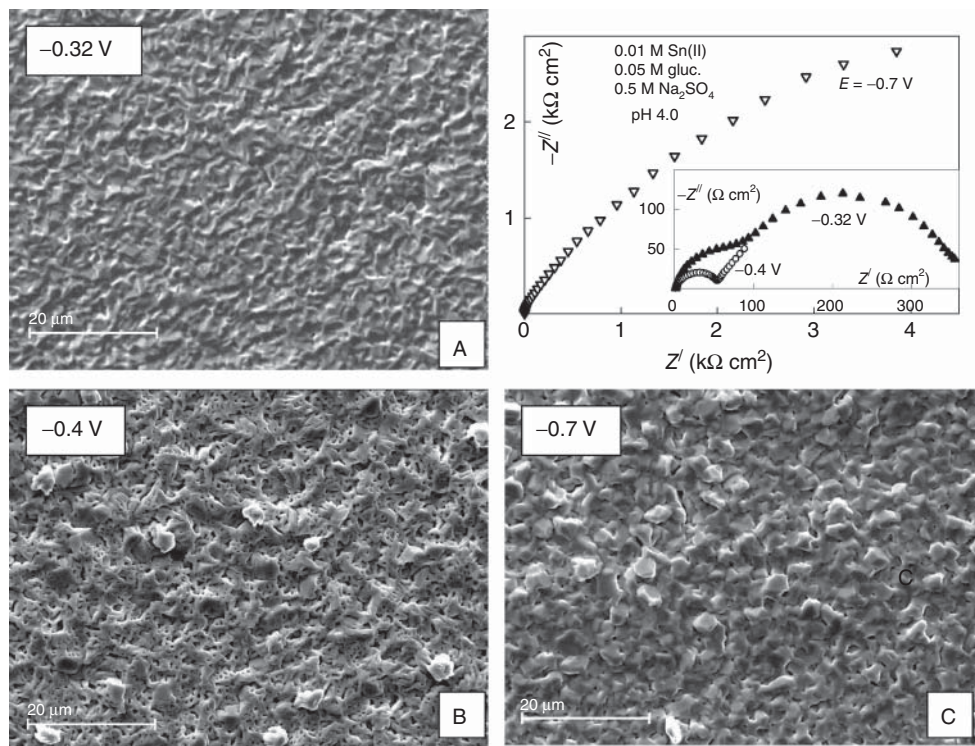 −0.32 V
20 μm
A
0.01 M Sn(II)
0.05 M gluc.
0.5 M Na₂SO₄
pH 4.0
E = −0.7 V
−Z// (kΩ cm²)
2
1
0
1
2
3
4
Z/ (kΩ cm²)
−Z// (Ω cm²)
100
50
−0.32 V
−0.4 V
Z/ (Ω cm²)
0
100
200
300
−0.4 V
20 μm
B
−0.7 V
C
20 μm
C